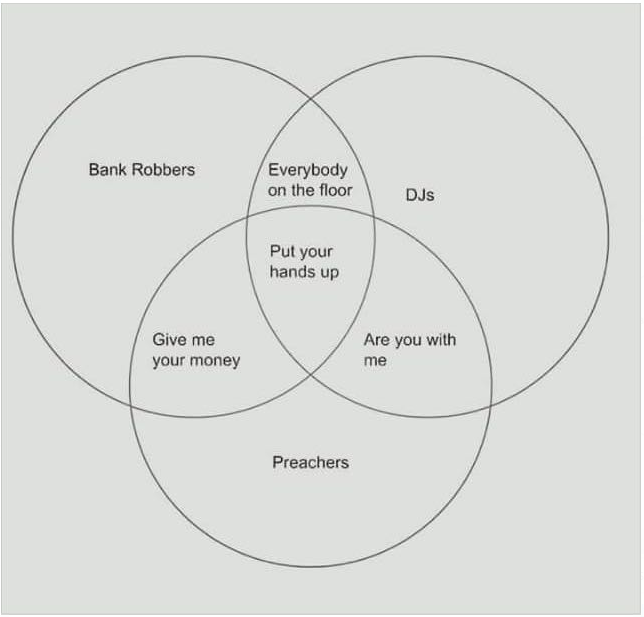 Bank Robbers
Everybody
on the floor
DJs
Put your
hands up
Give me
your money
Are you with
me
Preachers